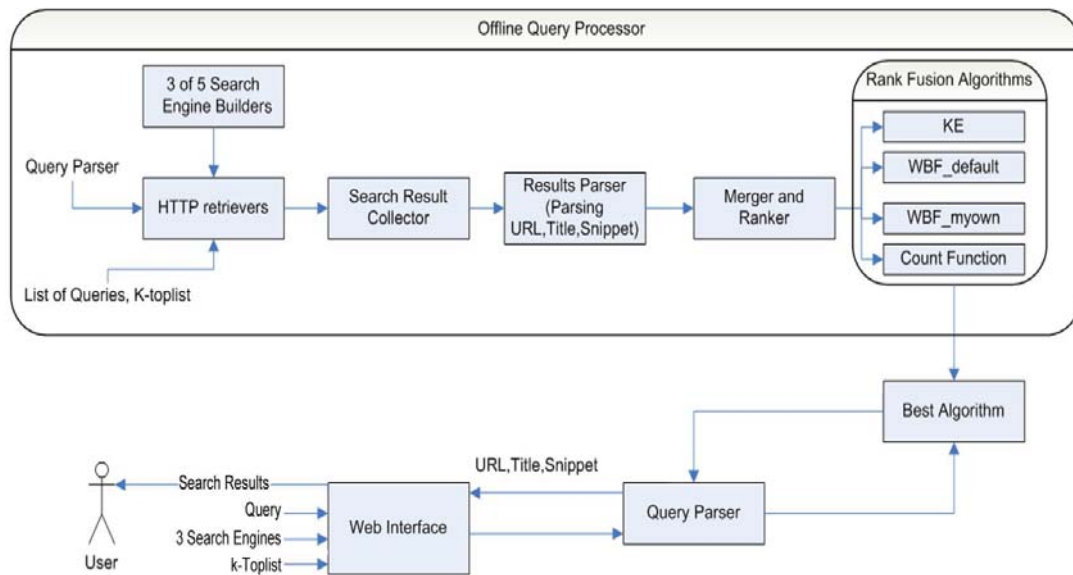 Offline Query Processor
3 of 5 Search
Engine Builders
Rank Fusion Algorithms
KE
WBF_default
WBF_myown
Count Function
Query Parser
HTTP retrievers
Search Result
Collector
Results Parser
(Parsing
URL,Title,Snippet)
Merger and
Ranker
List of Queries, K-toplist
Best Algorithm
URL,Title,Snippet
Search Results
Query
3 Search Engines
k-Toplist
User
Web Interface
Query Parser